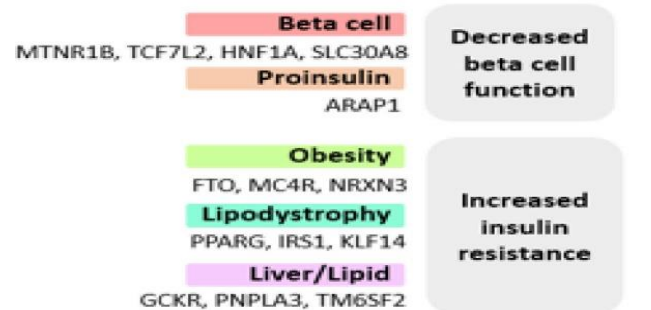 Beta cell
MTNR1B, TCF7L2, HNF1A, SLC30A8
Proinsulin
ARAP1
Decreased
beta cell
function
Obesity
FTO, MC4R, NRXN3
Lipodystrophy
PPARG, IRS1, KLF14
Liver/Lipid
GCKR, PNPLA3, TM6SF2
Increased
insulin
resistance